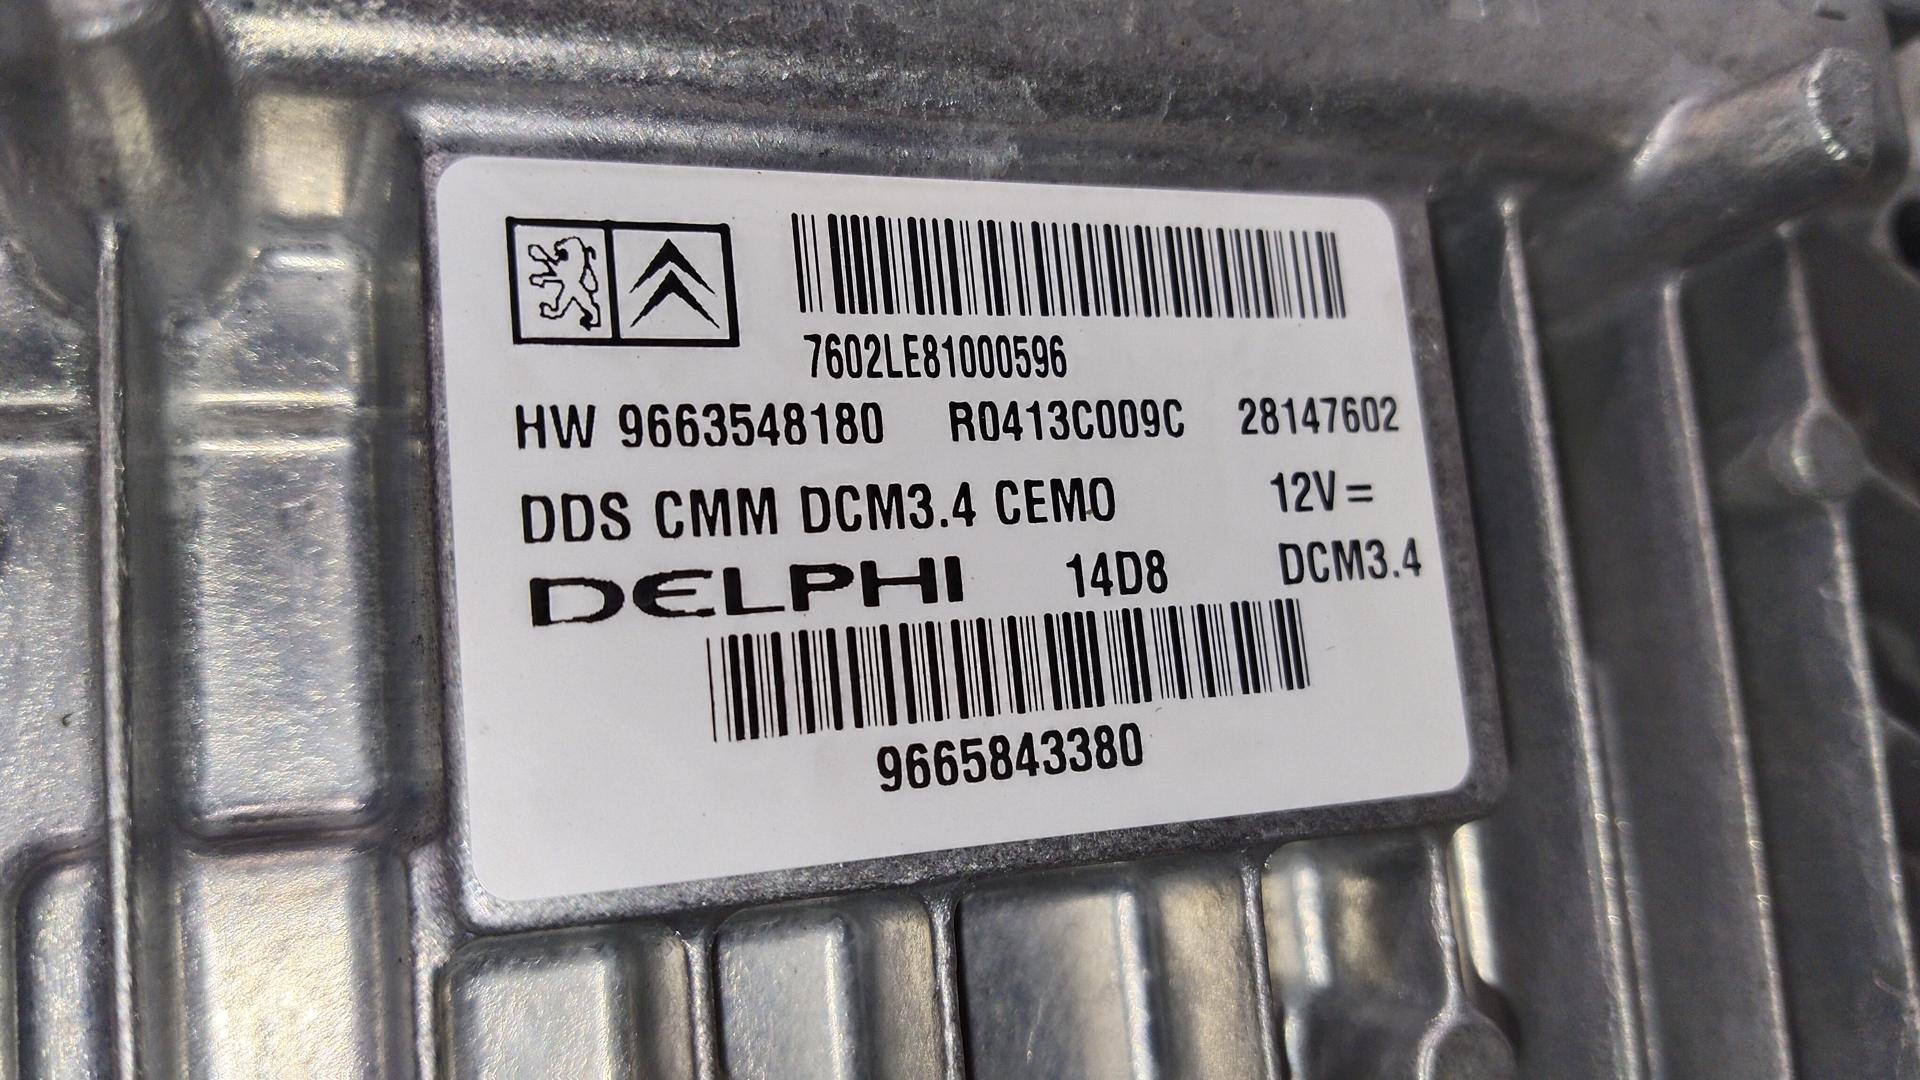 7602LE81000596
HW 9663548180 R0413C009C 28147602
DDS CMM DCM3.4 CEMO 12V=
DELPHI 14D8 DCM3.4
9665843380